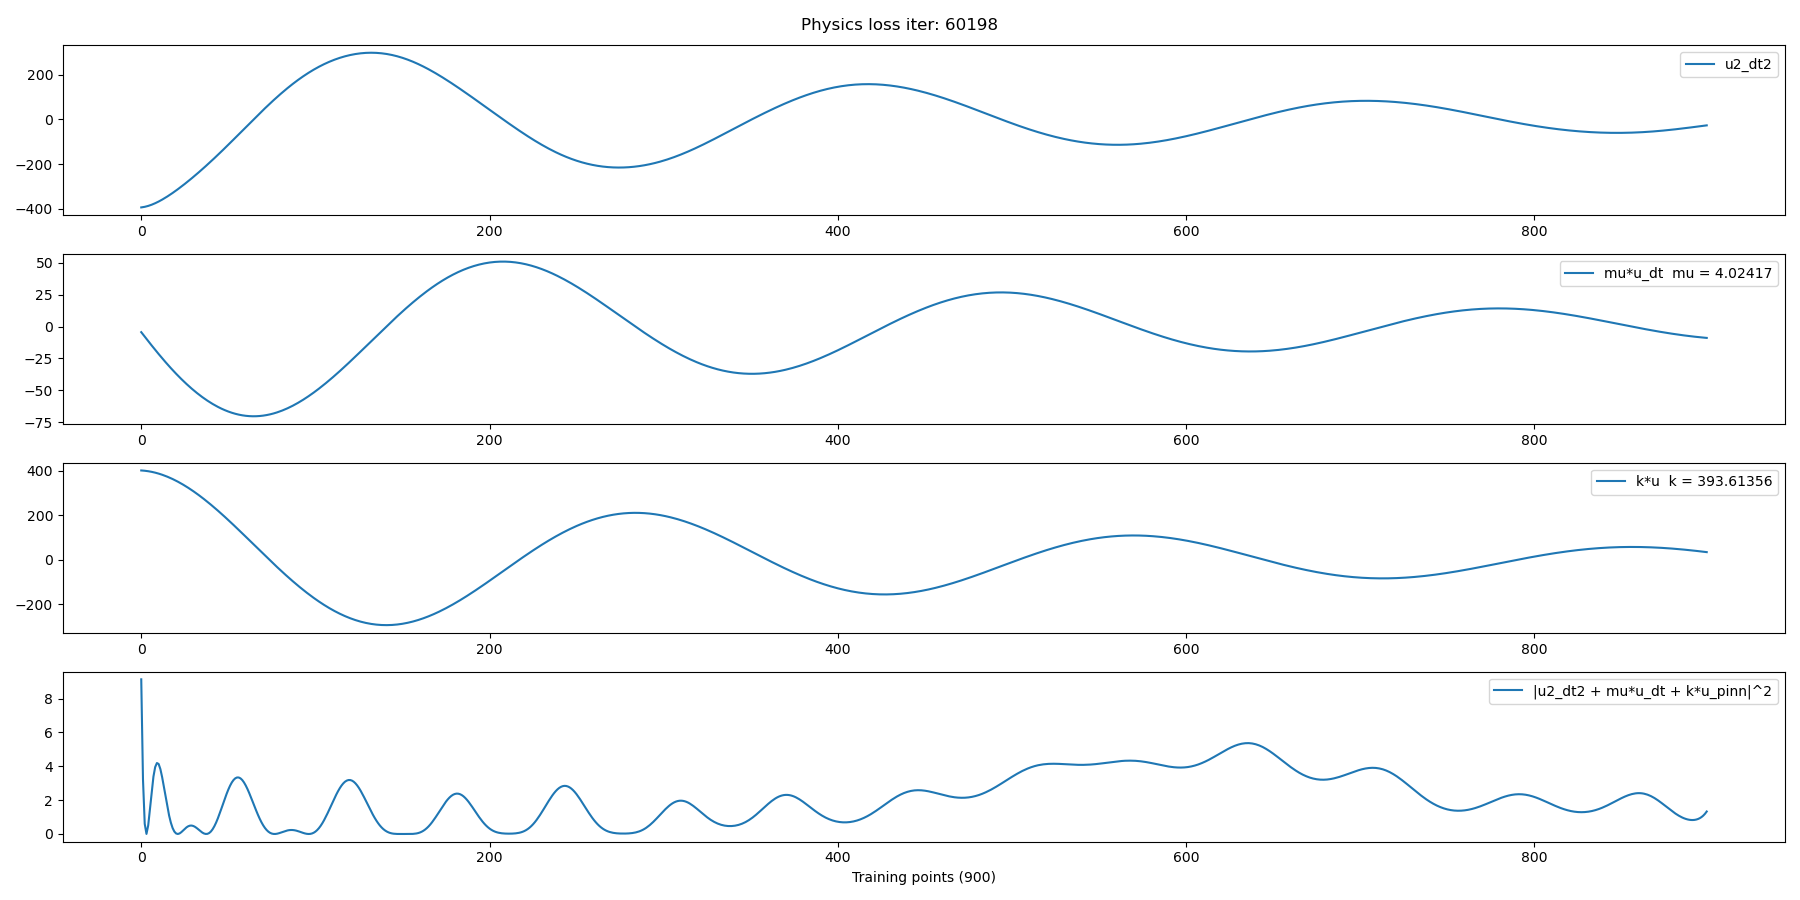 Physics loss iter: 60198
200
0
−200
−400
u2_dt2
0 200 400 600 800
50
25
0
−25
−50
−75
mu*u_dt  mu = 4.02417
0 200 400 600 800
400
200
0
−200
k*u  k = 393.61356
0 200 400 600 800
8
6
4
2
0
|u2_dt2 + mu*u_dt + k*u_pinn|^2
0 200 400 600 800
Training points (900)